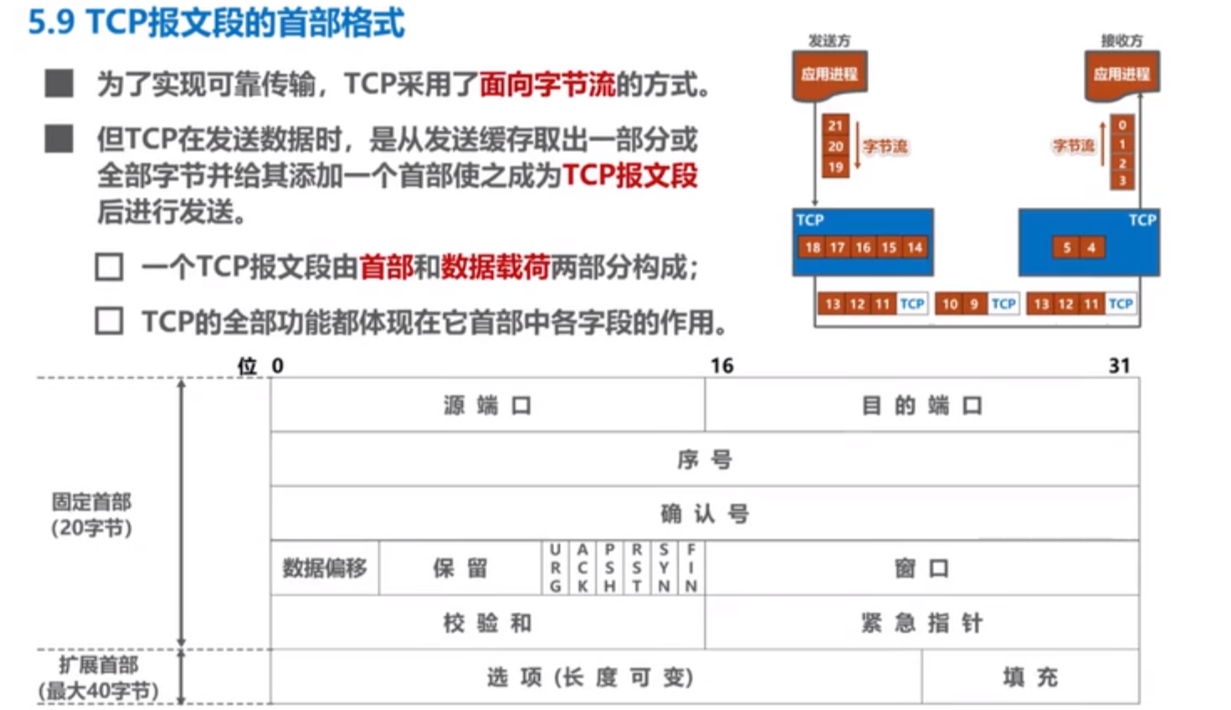 5.9 TCP报文段的首部格式
为了实现可靠传输，TCP采用了面向字节流的方式。
但TCP在发送数据时，是从发送缓存取出一部分或
全部字节并给其添加一个首部使之成为TCP报文段
后进行发送。
一个TCP报文段由首部和数据载荷两部分构成；
TCP的全部功能都体现在它首部中各字段的作用。
发送方
应用进程
21
20
19
字节流
TCP
18 17 16 15 14
接收方
应用进程
字节流
0
1
2
3
TCP
5 4
13 12 11 TCP 10 9 TCP 13 12 11 TCP
位 0 16 31
源端口 目的端口
序号
确认号
数据偏移 保留 URG ACK PSH RST SYN FIN 窗口
校验和 紧急指针
选项(长度可变) 填充
固定首部
(20字节)
扩展首部
(最大40字节)